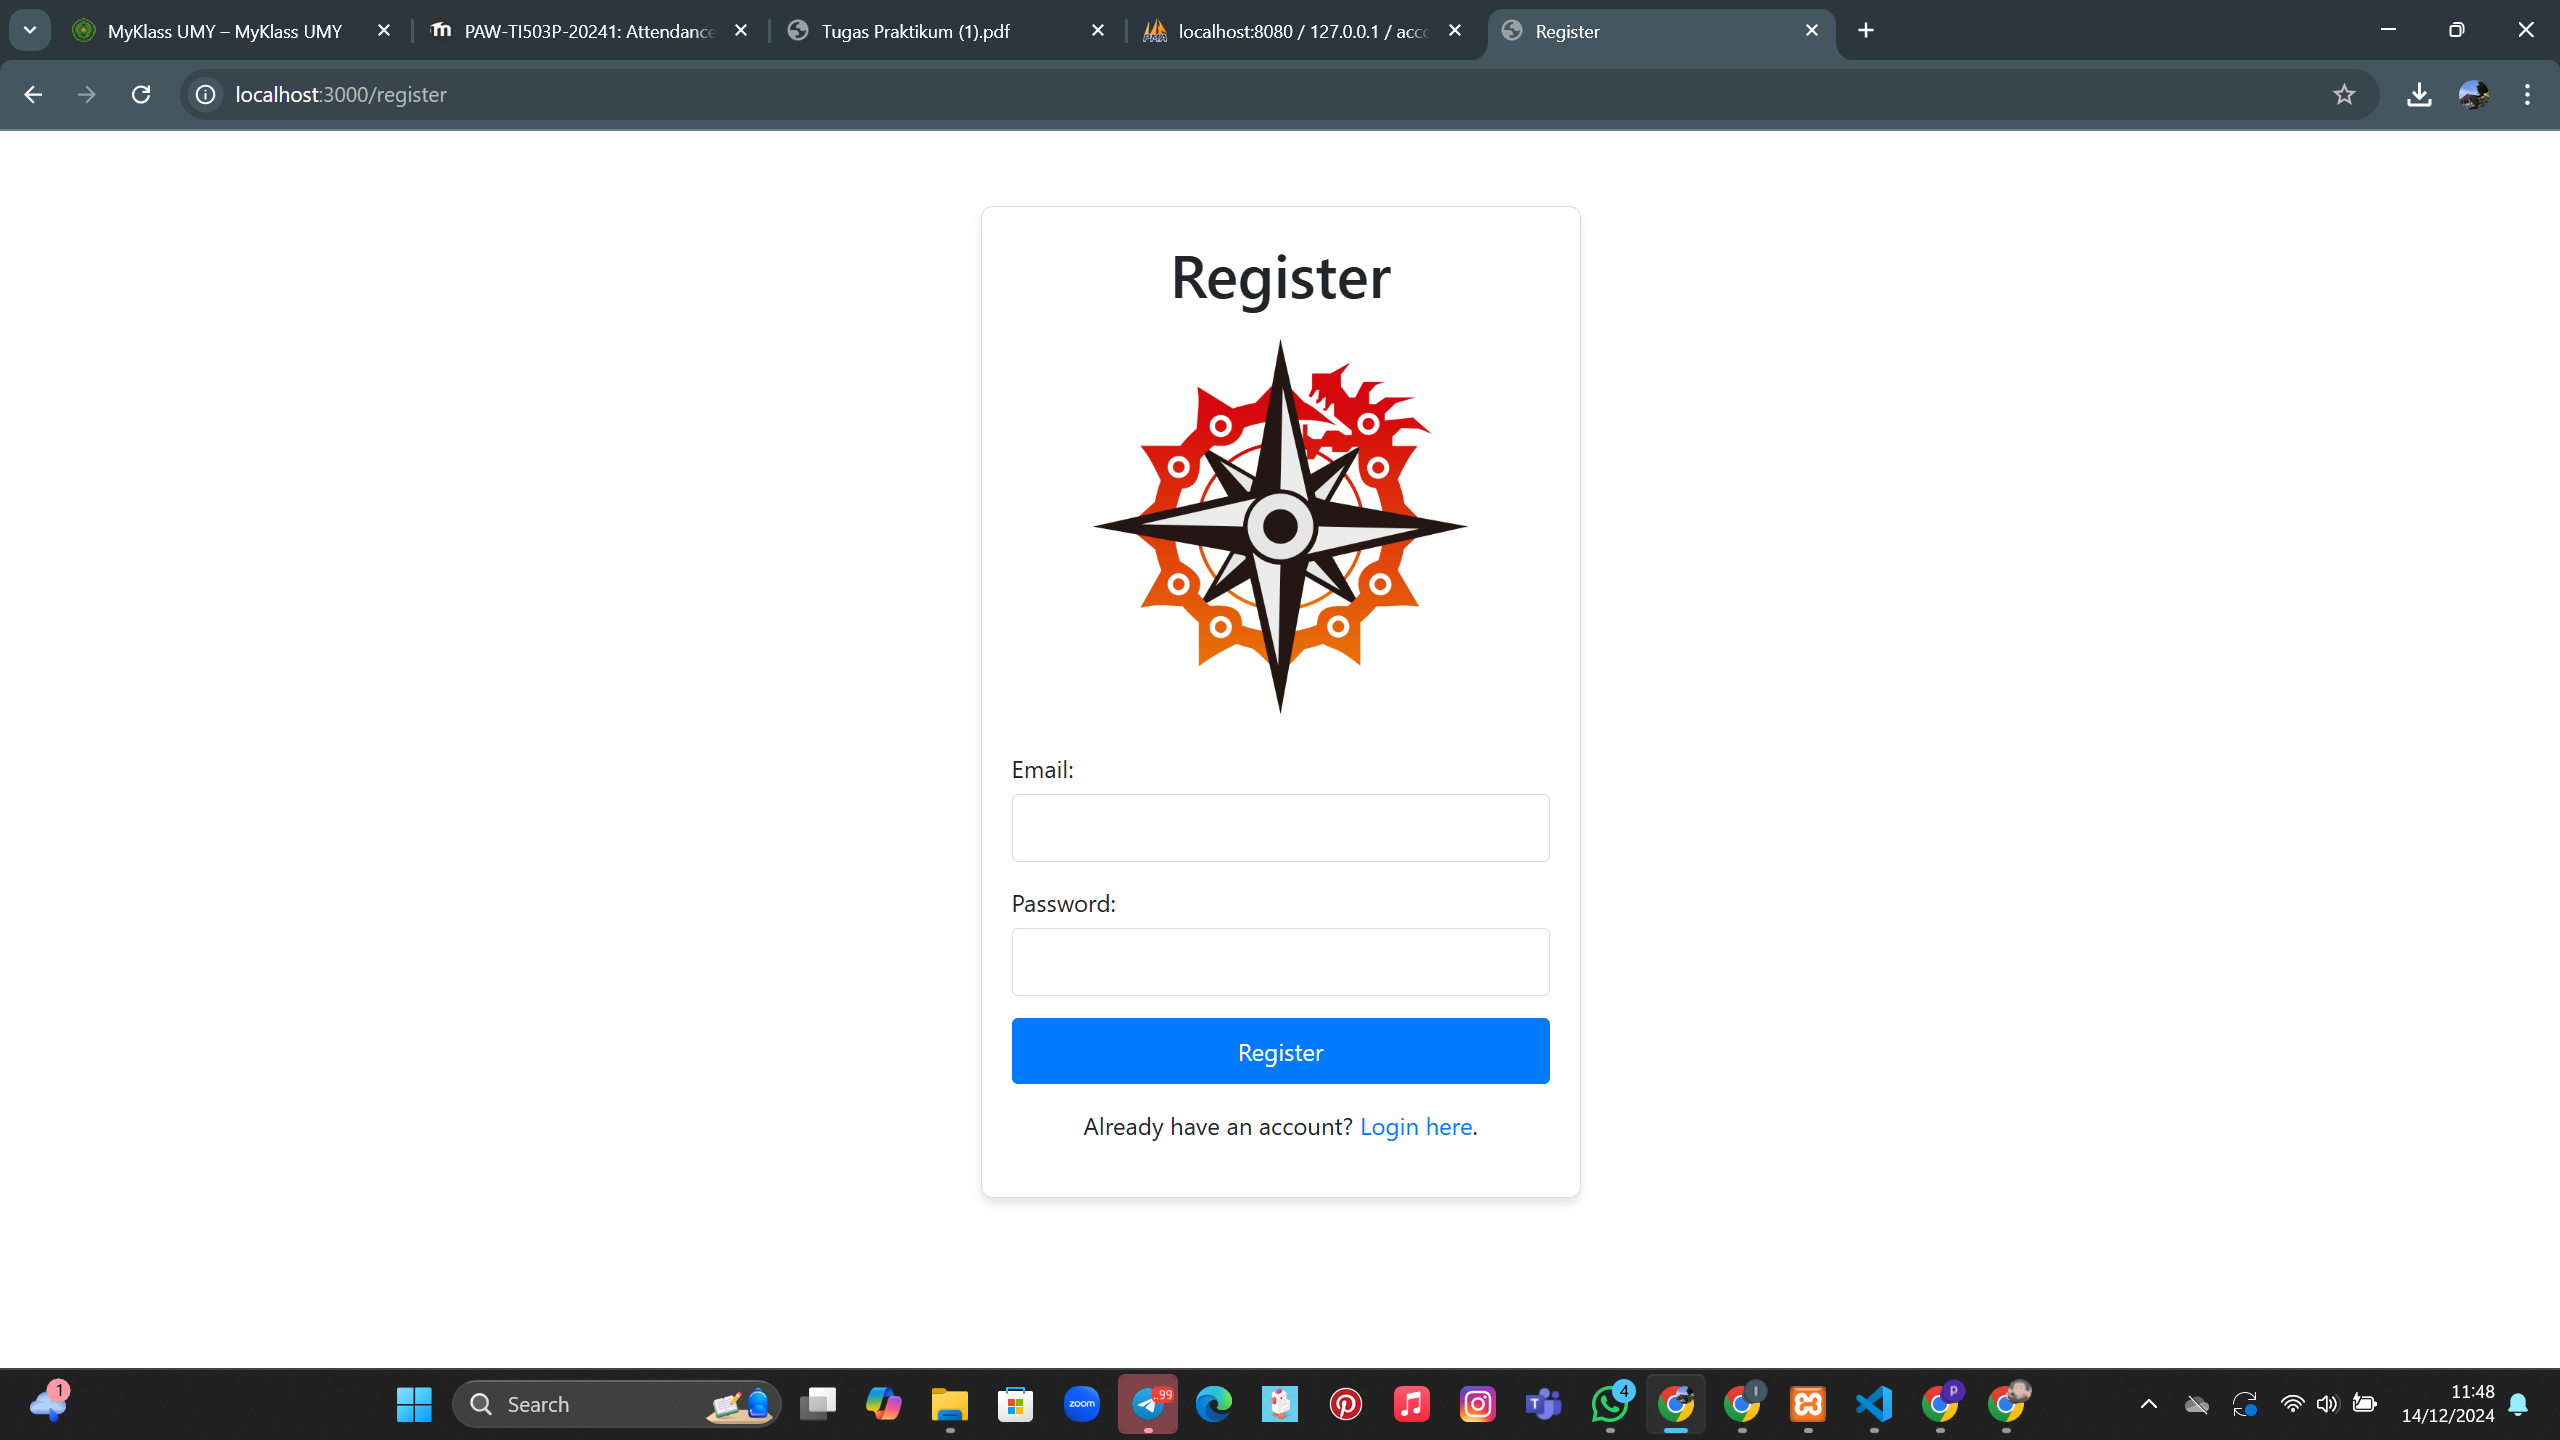 MyKlass UMY – MyKlass UMY
PAW-TI503P-20241: Attendance
Tugas Praktikum (1).pdf
localhost:8080 / 127.0.0.1 / acc
Register
localhost:3000/register
Register
Email:
Password:
Register
Already have an account? Login here.
1
Search
zoom
..99
4
I
p
11:48
14/12/2024